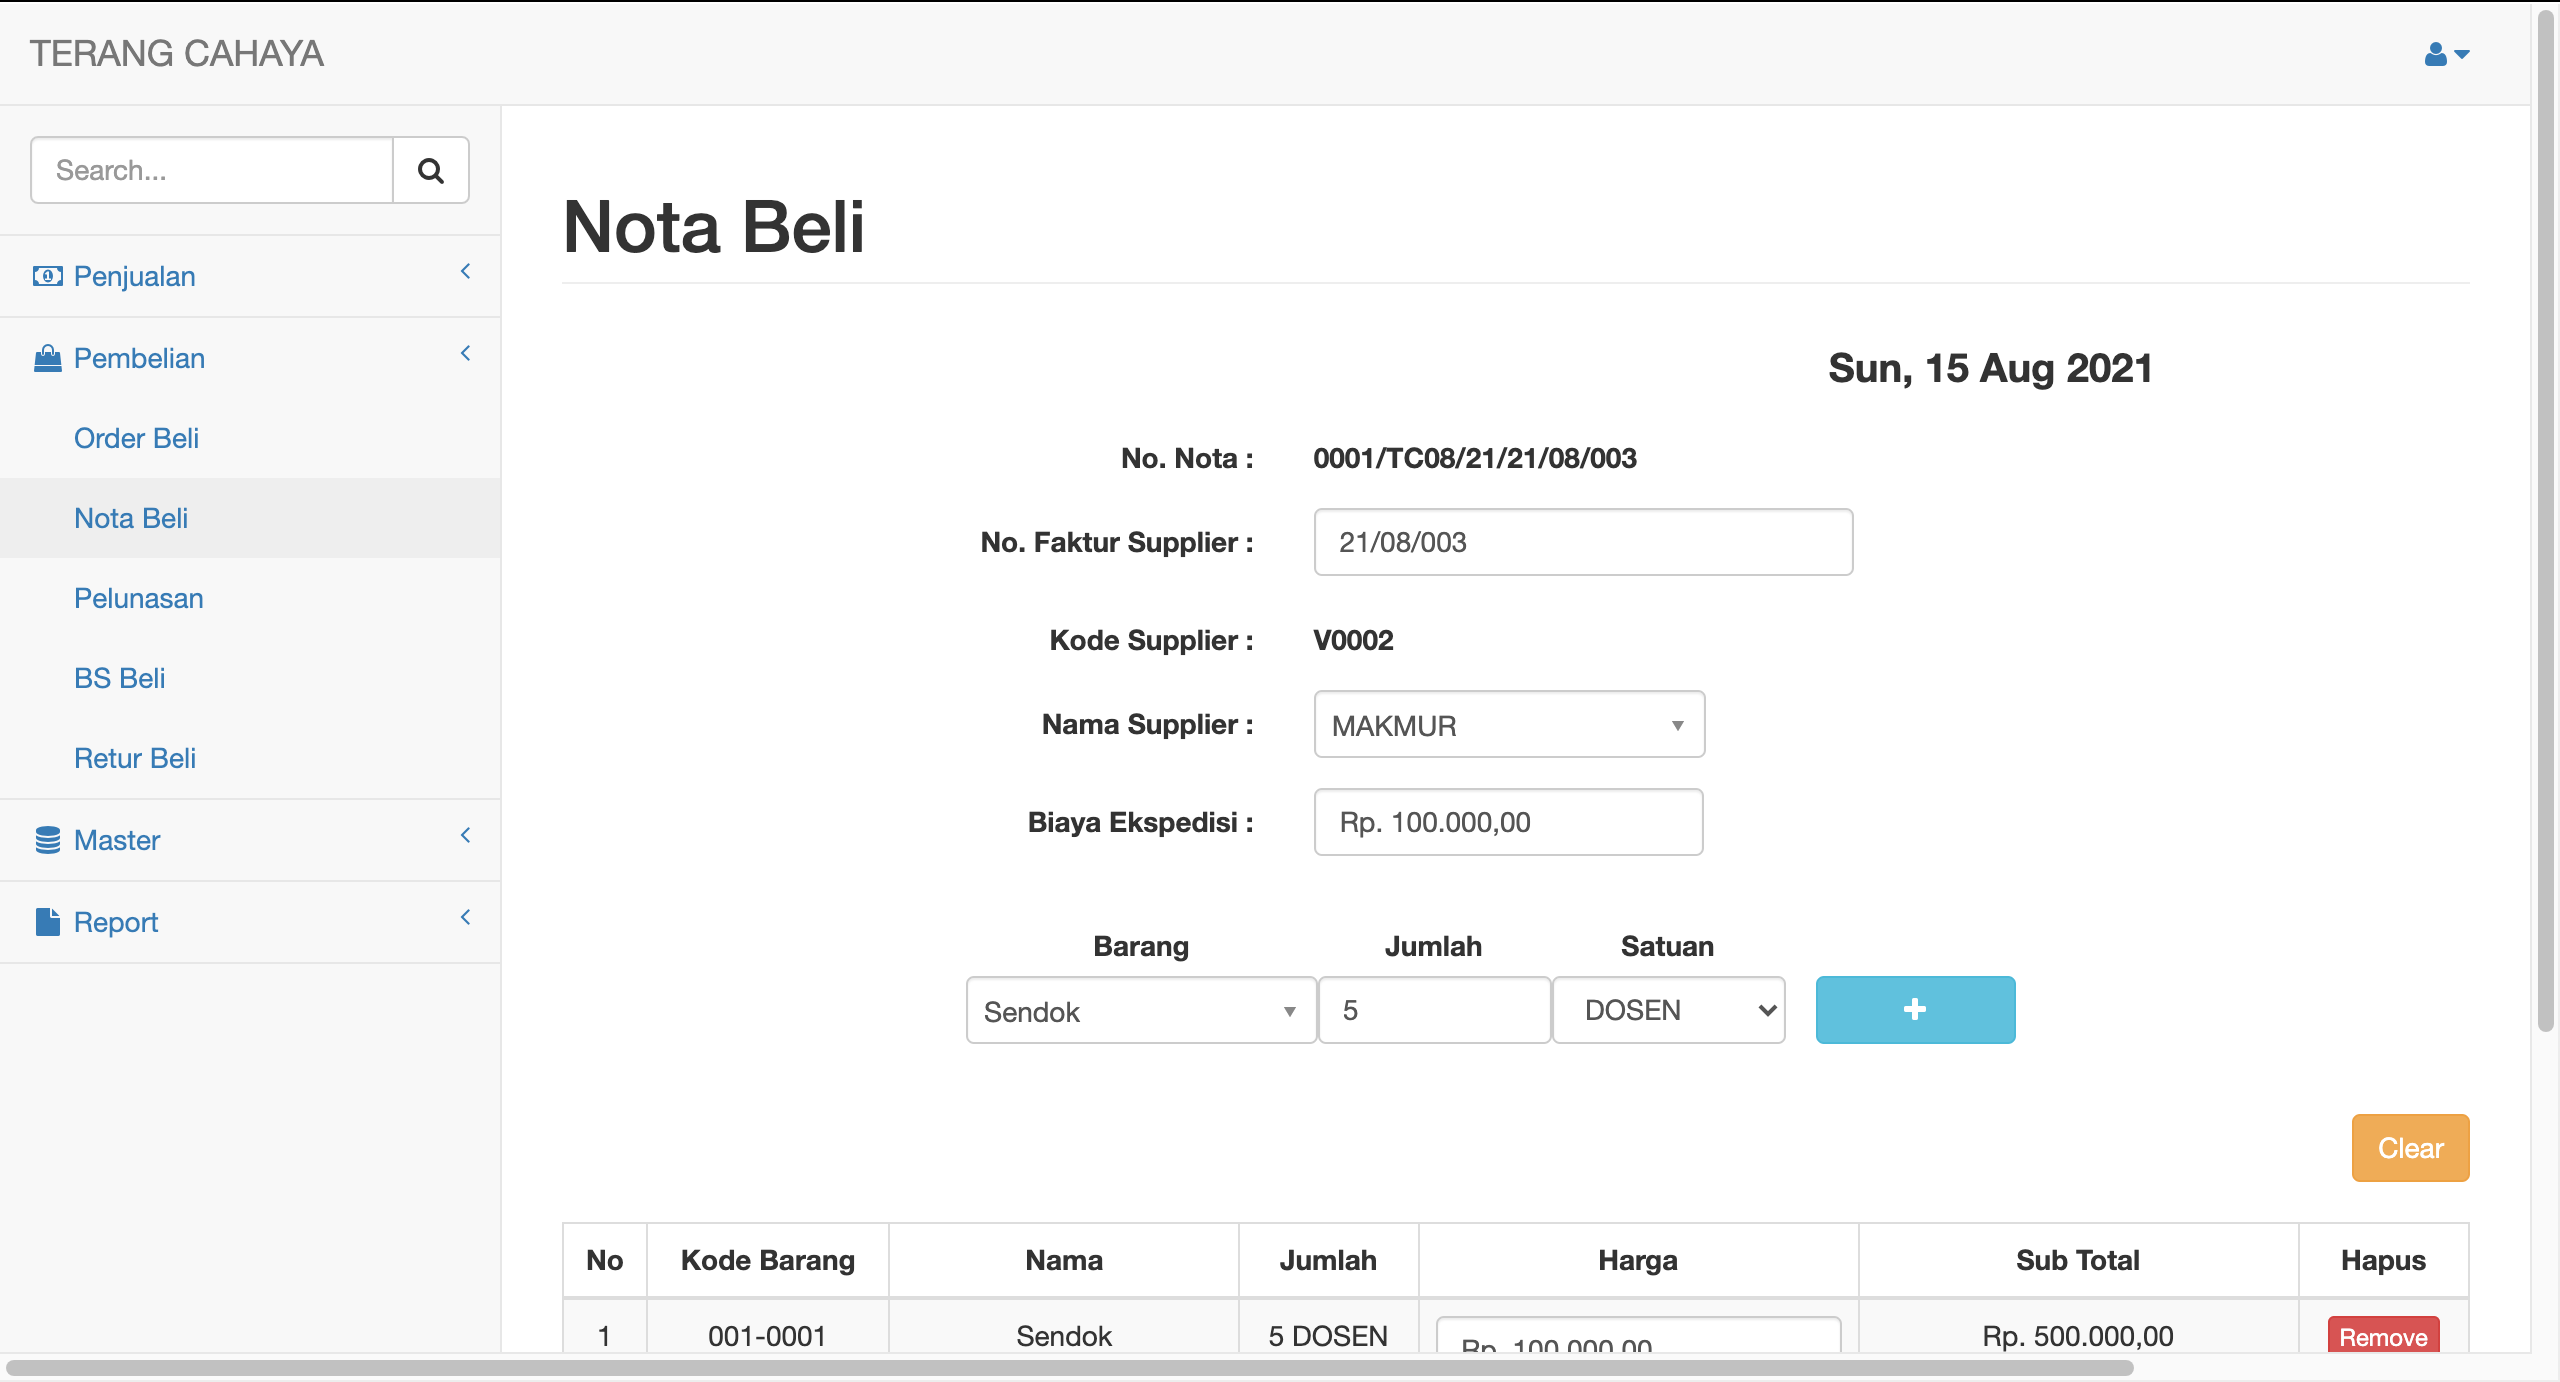 TERANG CAHAYA
Search...
Penjualan
Pembelian
Order Beli
Nota Beli
Pelunasan
BS Beli
Retur Beli
Master
Report
Nota Beli
Sun, 15 Aug 2021
No. Nota : 0001/TC08/21/21/08/003
No. Faktur Supplier : 21/08/003
Kode Supplier : V0002
Nama Supplier : MAKMUR
Biaya Ekspedisi : Rp. 100.000,00
Barang Jumlah Satuan
Sendok 5 DOSEN
Clear
No Kode Barang Nama Jumlah Harga Sub Total Hapus
1 001-0001 Sendok 5 DOSEN Rp. 100.000,00 Rp. 500.000,00 Remove